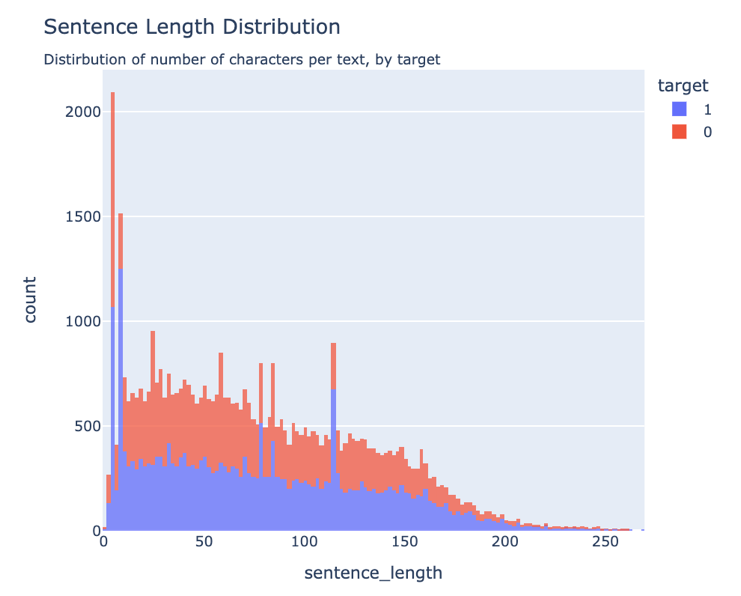 Sentence Length Distribution
Distirbution of number of characters per text, by target
target
1
0
2000
1500
1000
500
0
count
0 50 100 150 200 250
sentence_length